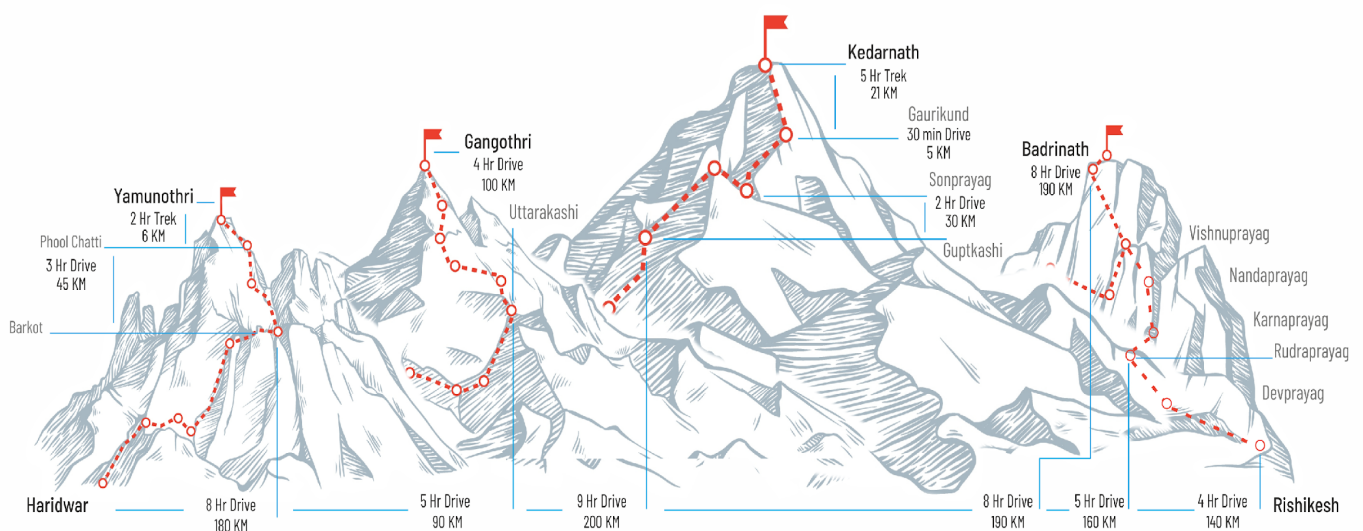 Kedarnath
5 Hr Trek
21 KM
Gaurikund
30 min Drive
5 KM
Sonprayag
2 Hr Drive
30 KM
Guptkashi
Gangothri
4 Hr Drive
100 KM
Uttarakashi
Yamunothri
2 Hr Trek
6 KM
Phool Chatti
3 Hr Drive
45 KM
Barkot
Badrinath
8 Hr Drive
190 KM
Vishnuprayag
Nandaprayag
Karnaprayag
Rudraprayag
Devprayag
Haridwar
8 Hr Drive
180 KM
5 Hr Drive
90 KM
9 Hr Drive
200 KM
8 Hr Drive
190 KM
5 Hr Drive
160 KM
4 Hr Drive
140 KM
Rishikesh